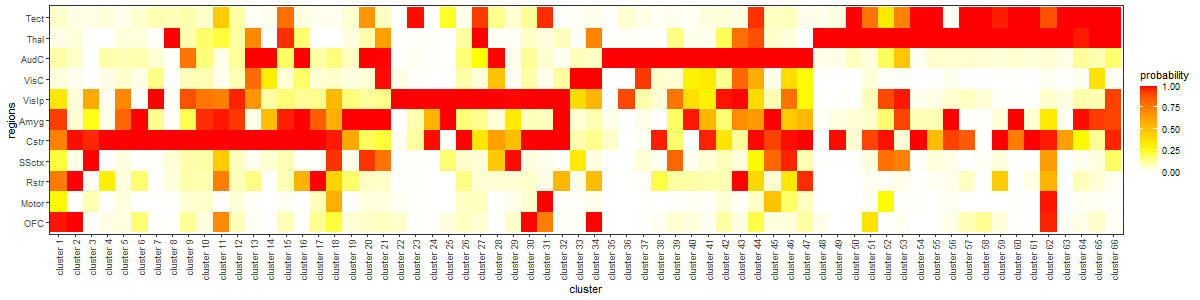 regions
Tect
Thal
AudC
VisC
VisIp
Amyg
Cstr
SSctx
Rstr
Motor
OFC
cluster 1
cluster 2
cluster 3
cluster 4
cluster 5
cluster 6
cluster 7
cluster 8
cluster 9
cluster 10
cluster 11
cluster 12
cluster 13
cluster 14
cluster 15
cluster 16
cluster 17
cluster 18
cluster 19
cluster 20
cluster 21
cluster 22
cluster 23
cluster 24
cluster 25
cluster 26
cluster 27
cluster 28
cluster 29
cluster 30
cluster 31
cluster 32
cluster 33
cluster 34
cluster 35
cluster 36
cluster 37
cluster 38
cluster 39
cluster 40
cluster 41
cluster 42
cluster 43
cluster 44
cluster 45
cluster 46
cluster 47
cluster 48
cluster 49
cluster 50
cluster 51
cluster 52
cluster 53
cluster 54
cluster 55
cluster 56
cluster 57
cluster 58
cluster 59
cluster 60
cluster 61
cluster 62
cluster 63
cluster 64
cluster 65
cluster 66
cluster
probability
1.00
0.75
0.50
0.25
0.00